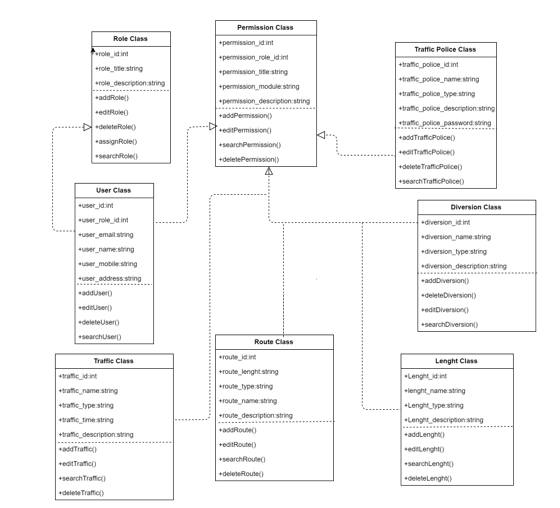 Role Class
+role_id:int
+role_title:string
+role_description:string
+addRole()
+editRole()
+deleteRole()
+assignRole()
+searchRole()
Permission Class
+permission_id:int
+permission_role_id:int
+permission_title:string
+permission_module:string
+permission_description:string
+addPermission()
+editPermission()
+searchPermission()
+deletePermission()
Traffic Police Class
+traffic_police_id:int
+traffic_police_name:string
+traffic_police_type:string
+traffic_police_description:string
+traffic_police_password:string
+addTrafficPolice()
+editTrafficPolice()
+deleteTrafficPolice()
+searchTrafficPolice()
User Class
+user_id:int
+user_role_id:int
+user_email:string
+user_name:string
+user_mobile:string
+user_address:string
+addUser()
+editUser()
+deleteUser()
+searchUser()
Diversion Class
+diversion_id:int
+diversion_name:string
+diversion_type:string
+diversion_description:string
+addDiversion()
+deleteDiversion()
+editDiversion()
+searchDiversion()
Traffic Class
+traffic_id:int
+traffic_name:string
+traffic_type:string
+traffic_time:string
+traffic_description:string
+addTraffic()
+editTraffic()
+searchTraffic()
+deleteTraffic()
Route Class
+route_id:int
+route_lenght:string
+route_type:string
+route_name:string
+route_description:string
+addRoute()
+editRoute()
+searchRoute()
+deleteRoute()
Lenght Class
+Lenght_id:int
+lenght_name:string
+Lenght_type:string
+Lenght_description:string
+addLenght()
+editLenght()
+searchLenght()
+deleteLenght()